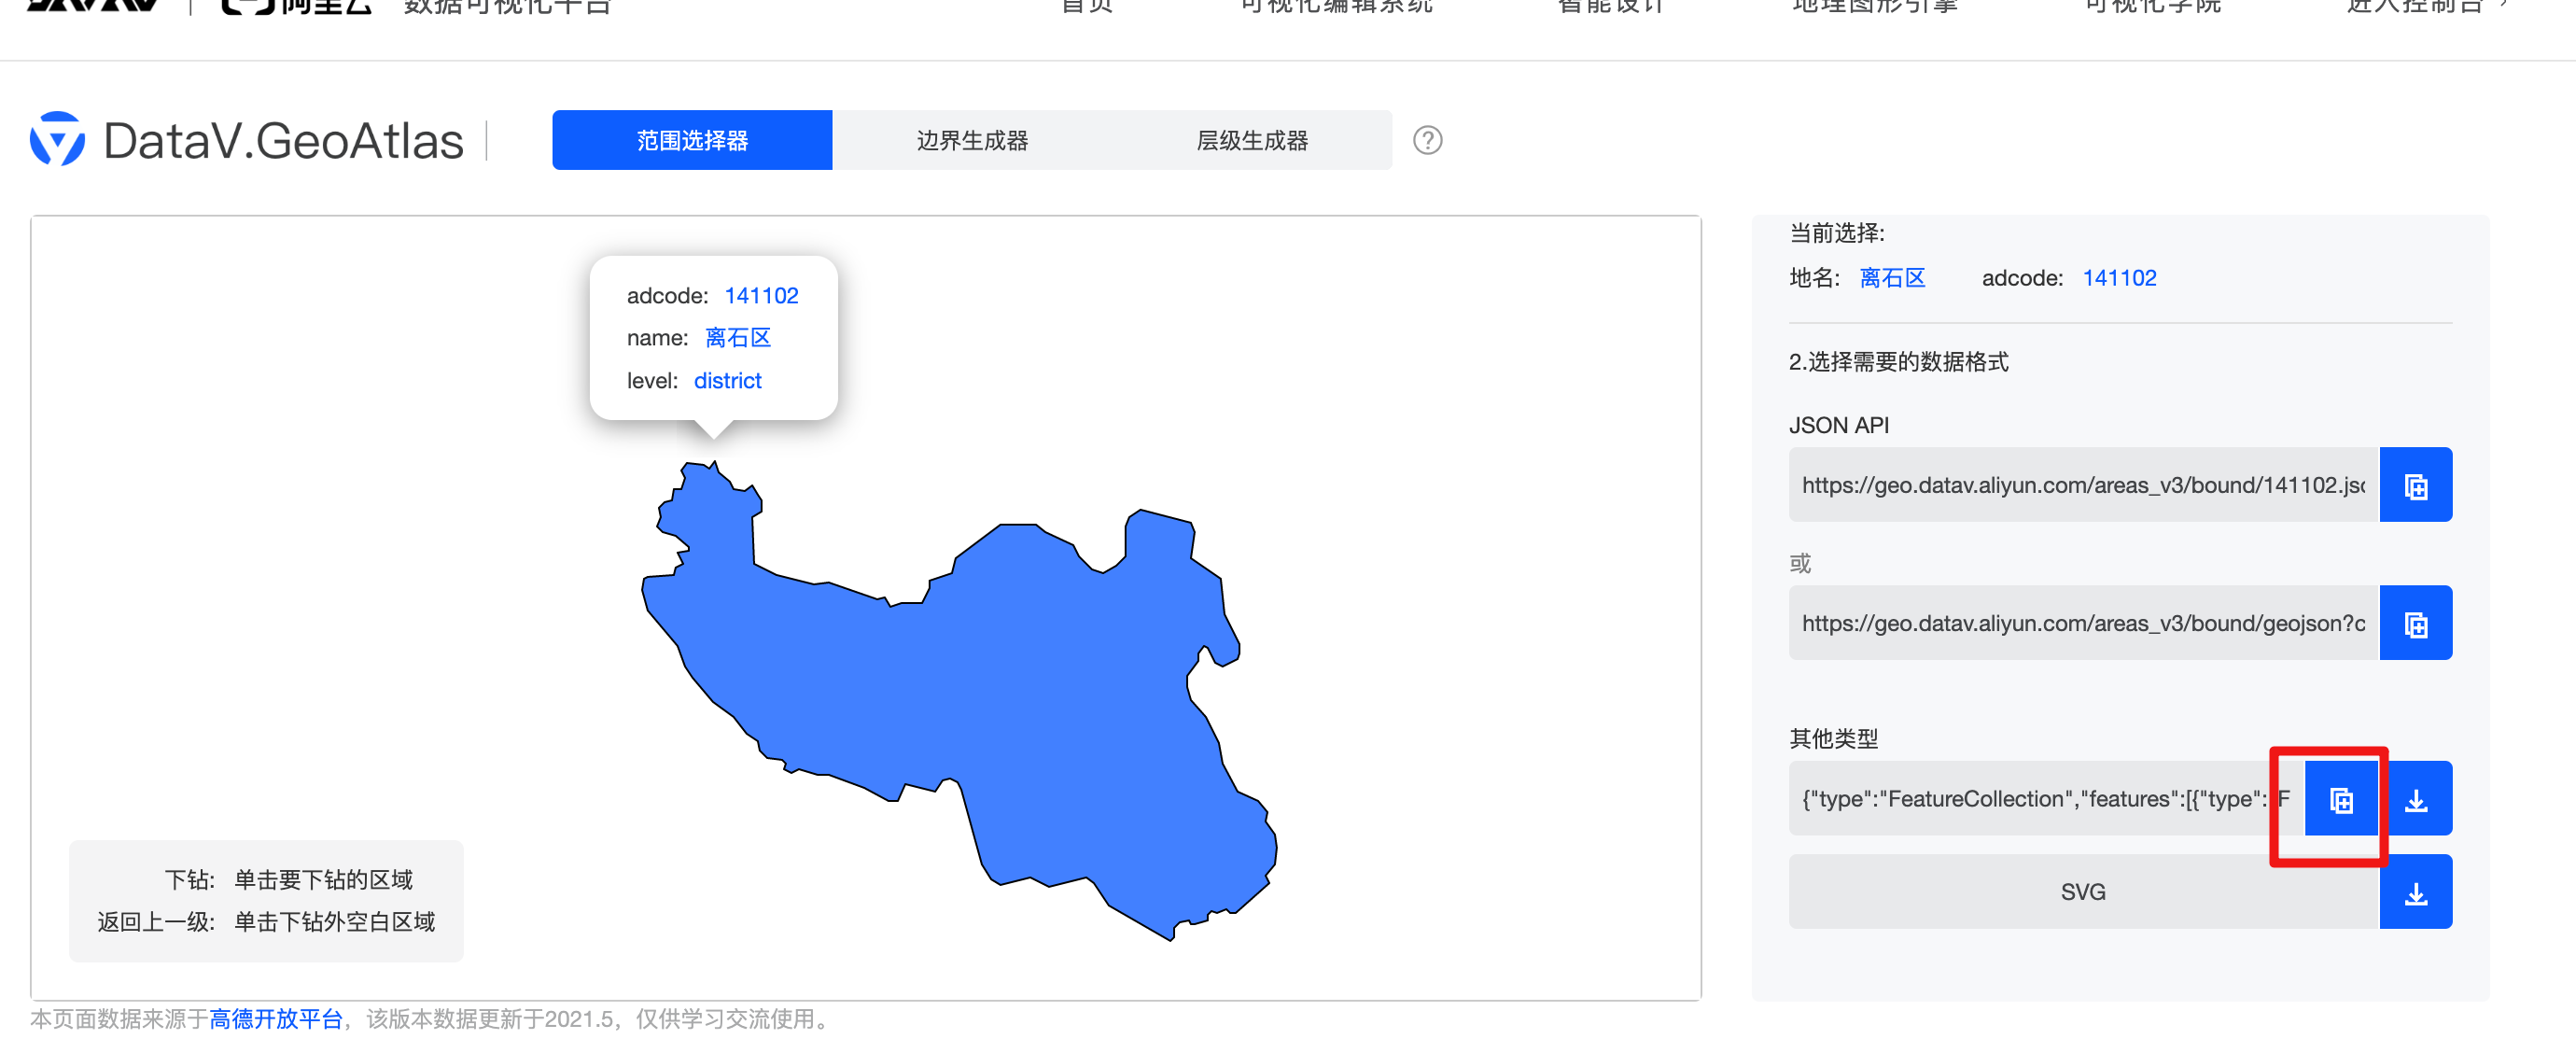 阿里云 数据可视化平台 首页 可视化编辑系统 智能设计 地理图形引擎 可视化学院 进入控制台
DataV.GeoAtlas
范围选择器 边界生成器 层级生成器 ?
adcode: 141102
name: 离石区
level: district
下钻: 单击要下钻的区域
返回上一级: 单击下钻外空白区域
当前选择:
地名: 离石区 adcode: 141102
2.选择需要的数据格式
JSON API
https://geo.datav.aliyun.com/areas_v3/bound/141102.jsc
或
https://geo.datav.aliyun.com/areas_v3/bound/geojson?c
其他类型
{"type":"FeatureCollection","features":[{"type": F
SVG
本页面数据来源于高德开放平台，该版本数据更新于2021.5，仅供学习交流使用。